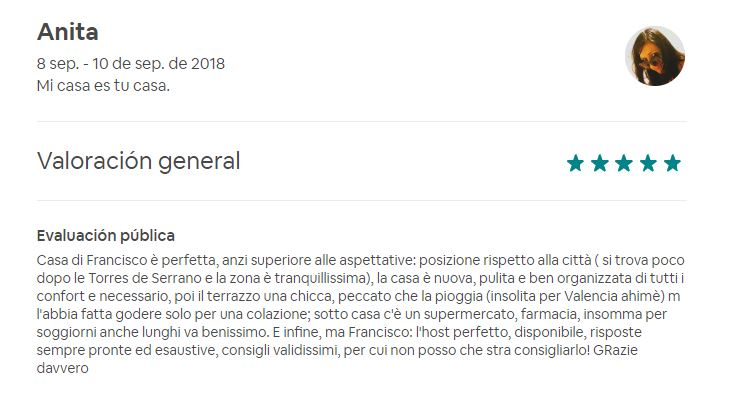 Anita
8 sep. - 10 de sep. de 2018
Mi casa es tu casa.
Valoración general
Evaluación pública
Casa di Francisco è perfetta, anzi superiore alle aspettative: posizione rispetto alla città ( si trova poco
dopo le Torres de Serrano e la zona è tranquillissima), la casa è nuova, pulita e ben organizzata di tutti i
confort e necessario, poi il terrazzo una chicca, peccato che la pioggia (insolita per Valencia ahimè) m
l'abbia fatta godere solo per una colazione; sotto casa c'è un supermercato, farmacia, insomma per
soggiorni anche lunghi va benissimo. E infine, ma Francisco: l'host perfetto, disponibile, risposte
sempre pronte ed esaustive, consigli validissimi, per cui non posso che stra consigliarlo! GRazie
davvero